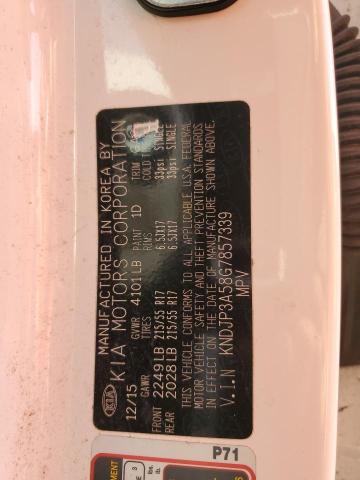 MANUFACTURED IN KOREA BY
KIA MOTORS CORPORATION
KIA
12/15 GVWR 4101LB PAINT 1D TRIM
GAWR TIRES RIMS COLD
FRONT 2249LB 215/55 R17 6.5JX17 33psi SINGLE
REAR 2028LB 215/55 R17 6.5JX17 33psi SINGLE
THIS VEHICLE CONFORMS TO ALL APPLICABLE U.S.A. FEDERAL
MOTOR VEHICLE SAFETY AND THEFT PREVENTION STANDARDS
IN EFFECT ON THE DATE OF MANUFACTURE SHOWN ABOVE.
V.I.N KNDJP3A58G7857339
MPV
P71